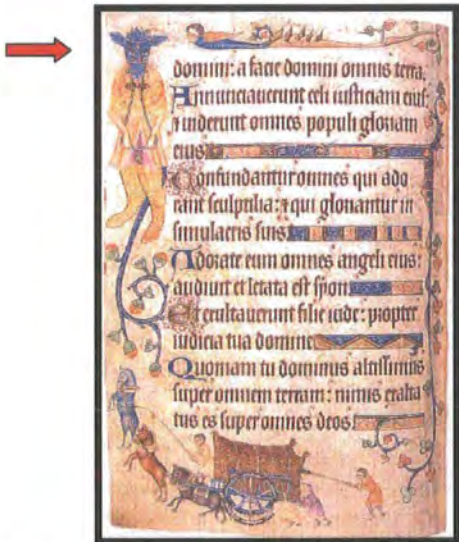 domini: a facie domini omnis terra.
Annunciauerunt celi iusticiam eius:
⁊ uiderunt omnes populi gloriam
eius
Confundantur omnes qui ado
rant sculptilia: ⁊ qui gloriantur in
simulacris suis
Adorate eum omnes angeli eius:
audiuit et letata est syon
Et exultauerunt filie iude: propter
iudicia tua domine
Quoniam tu dominus altissimus
super omnem terram: nimis exalta
tus es super omnes deos